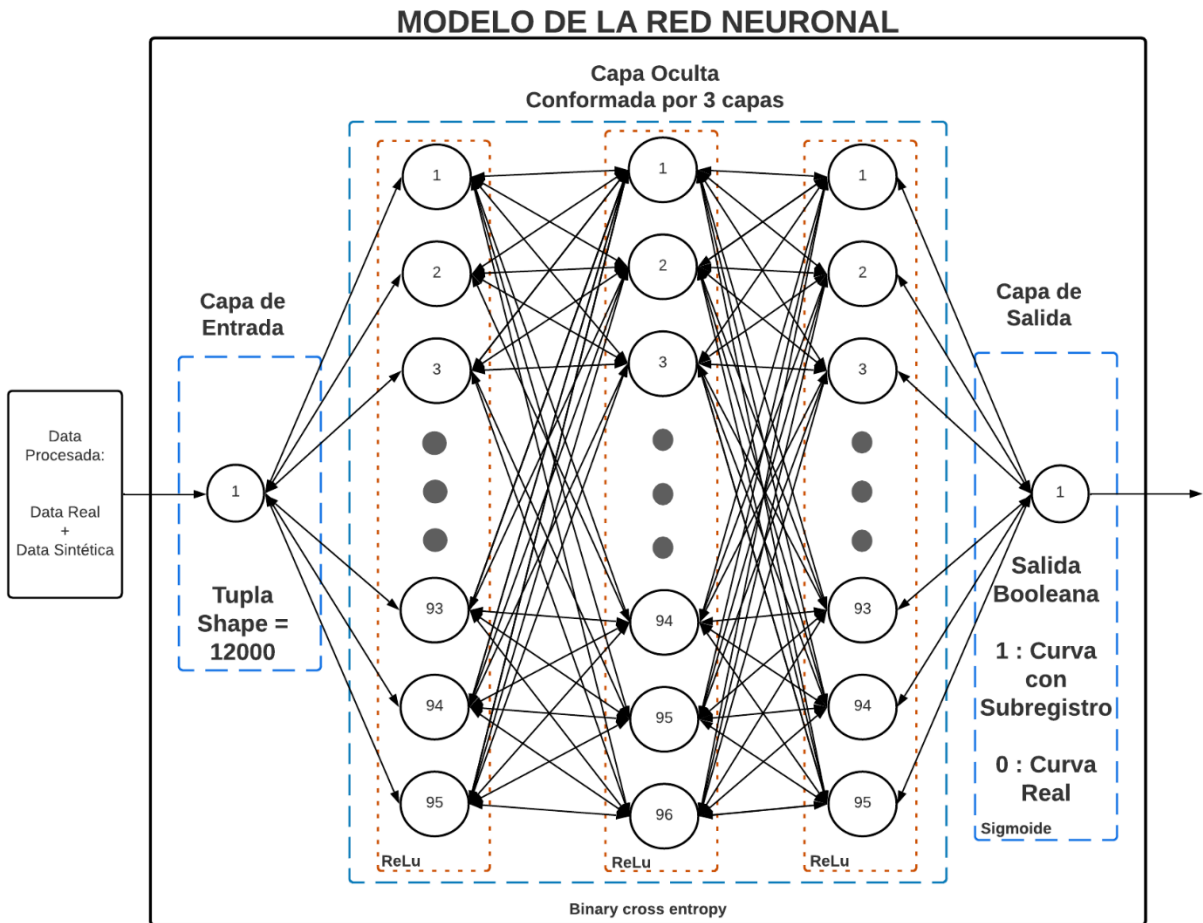 MODELO DE LA RED NEURONAL
Capa Oculta
Conformada por 3 capas
Data
Procesada:
Data Real
+
Data Sintética
Capa de
Entrada
1
Tupla
Shape =
12000
1
2
3
93
94
95
ReLu
1
2
3
94
95
96
ReLu
1
2
3
93
94
95
ReLu
Capa de
Salida
1
Salida
Booleana
1 : Curva
con
Subregistro
0 : Curva
Real
Sigmoide
Binary cross entropy